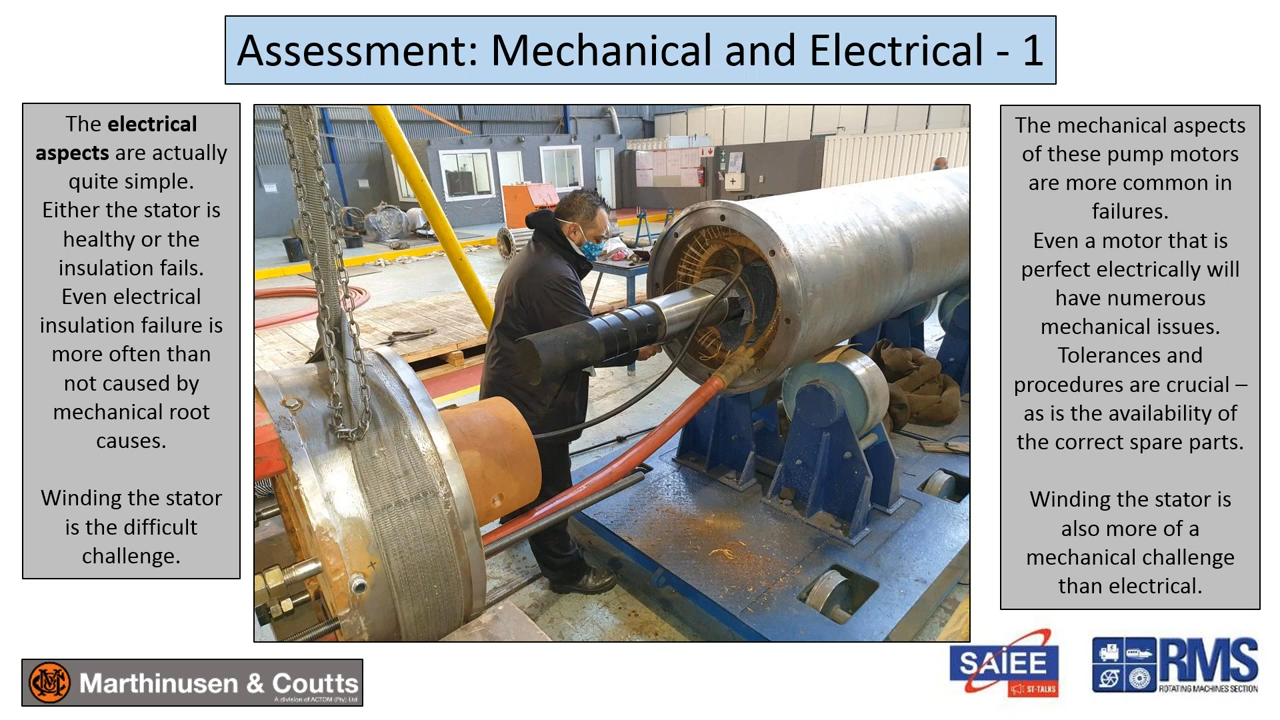 Assessment: Mechanical and Electrical - 1
The electrical
aspects are actually
quite simple.
Either the stator is
healthy or the
insulation fails.
Even electrical
insulation failure is
more often than
not caused by
mechanical root
causes.
Winding the stator
is the difficult
challenge.
The mechanical aspects
of these pump motors
are more common in
failures.
Even a motor that is
perfect electrically will
have numerous
mechanical issues.
Tolerances and
procedures are crucial –
as is the availability of
the correct spare parts.
Winding the stator is
also more of a
mechanical challenge
than electrical.
Marthinusen & Coutts
A division of ACTOM (Pty) Ltd
SAIEE
ST-TALKS
RMS
ROTATING MACHINES SECTION